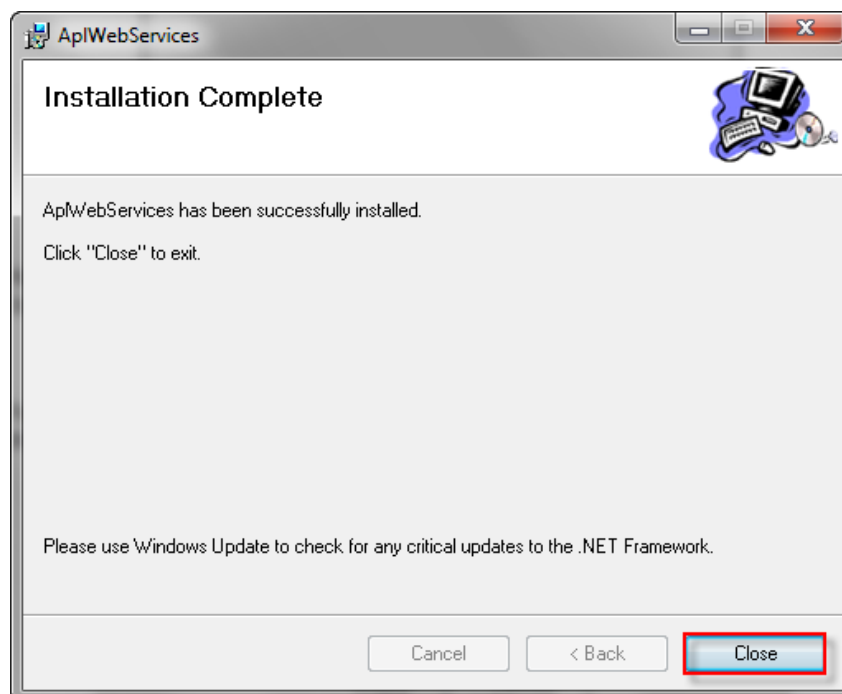 AplWebServices
Installation Complete
AplWebServices has been successfully installed.
Click "Close" to exit.
Please use Windows Update to check for any critical updates to the .NET Framework.
Cancel
< Back
Close